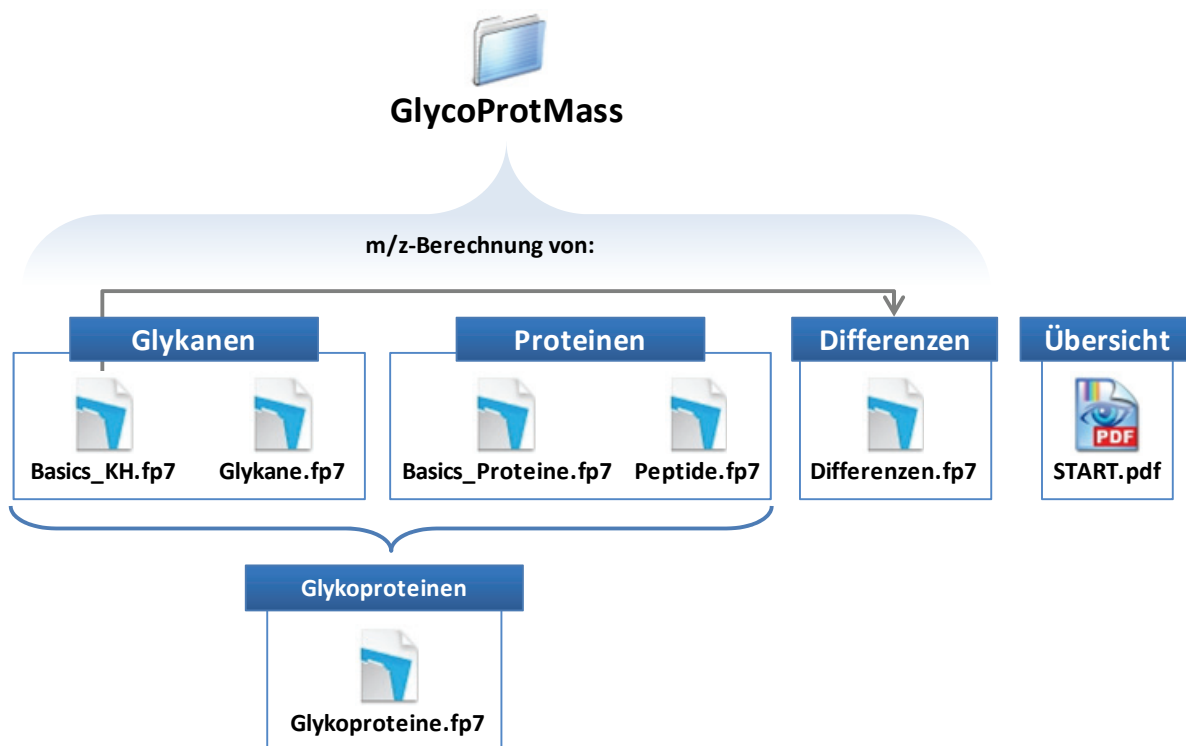 GlycoProtMass
m/z-Berechnung von:
Glykanen
Proteinen
Differenzen
Übersicht
Basics_KH.fp7
Glykane.fp7
Basics_Proteine.fp7
Peptide.fp7
Differenzen.fp7
PDF
START.pdf
Glykoproteinen
Glykoproteine.fp7